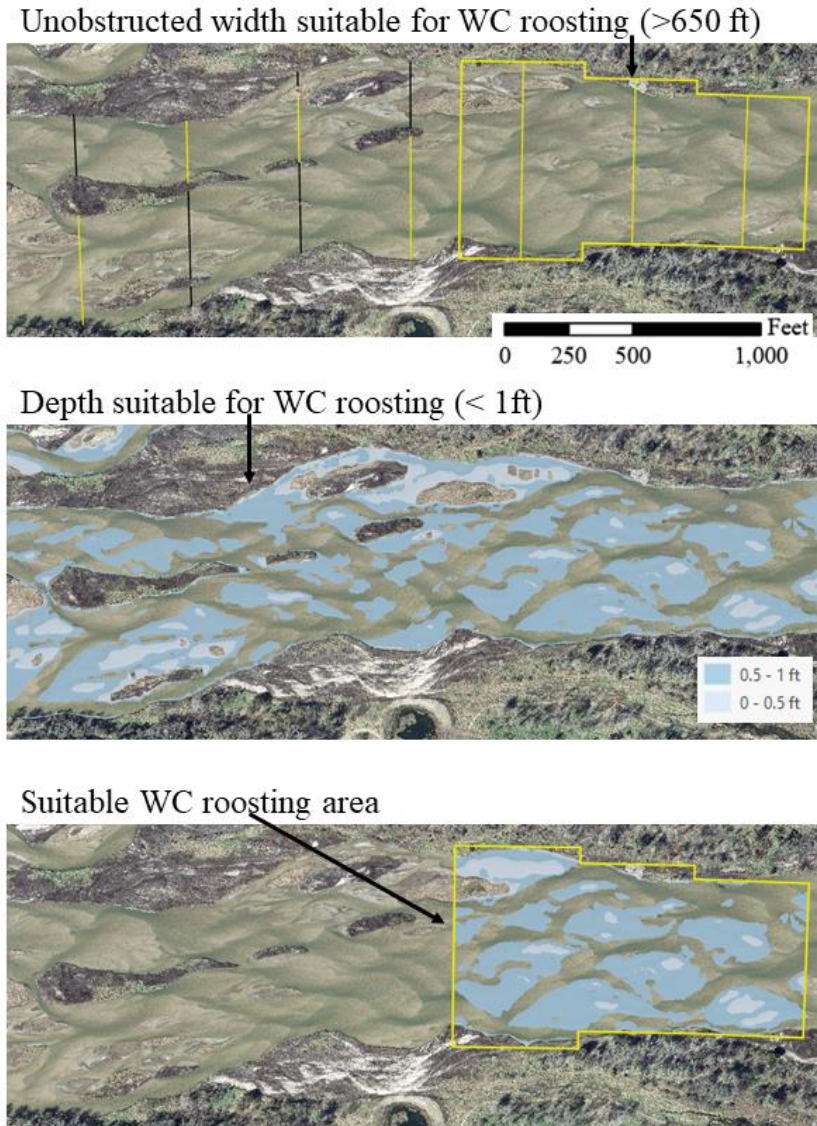 Unobstructed width suitable for WC roosting (>650 ft)
Feet
0 250 500 1,000
Depth suitable for WC roosting (< 1ft)
0.5 - 1 ft
0 - 0.5 ft
Suitable WC roosting area